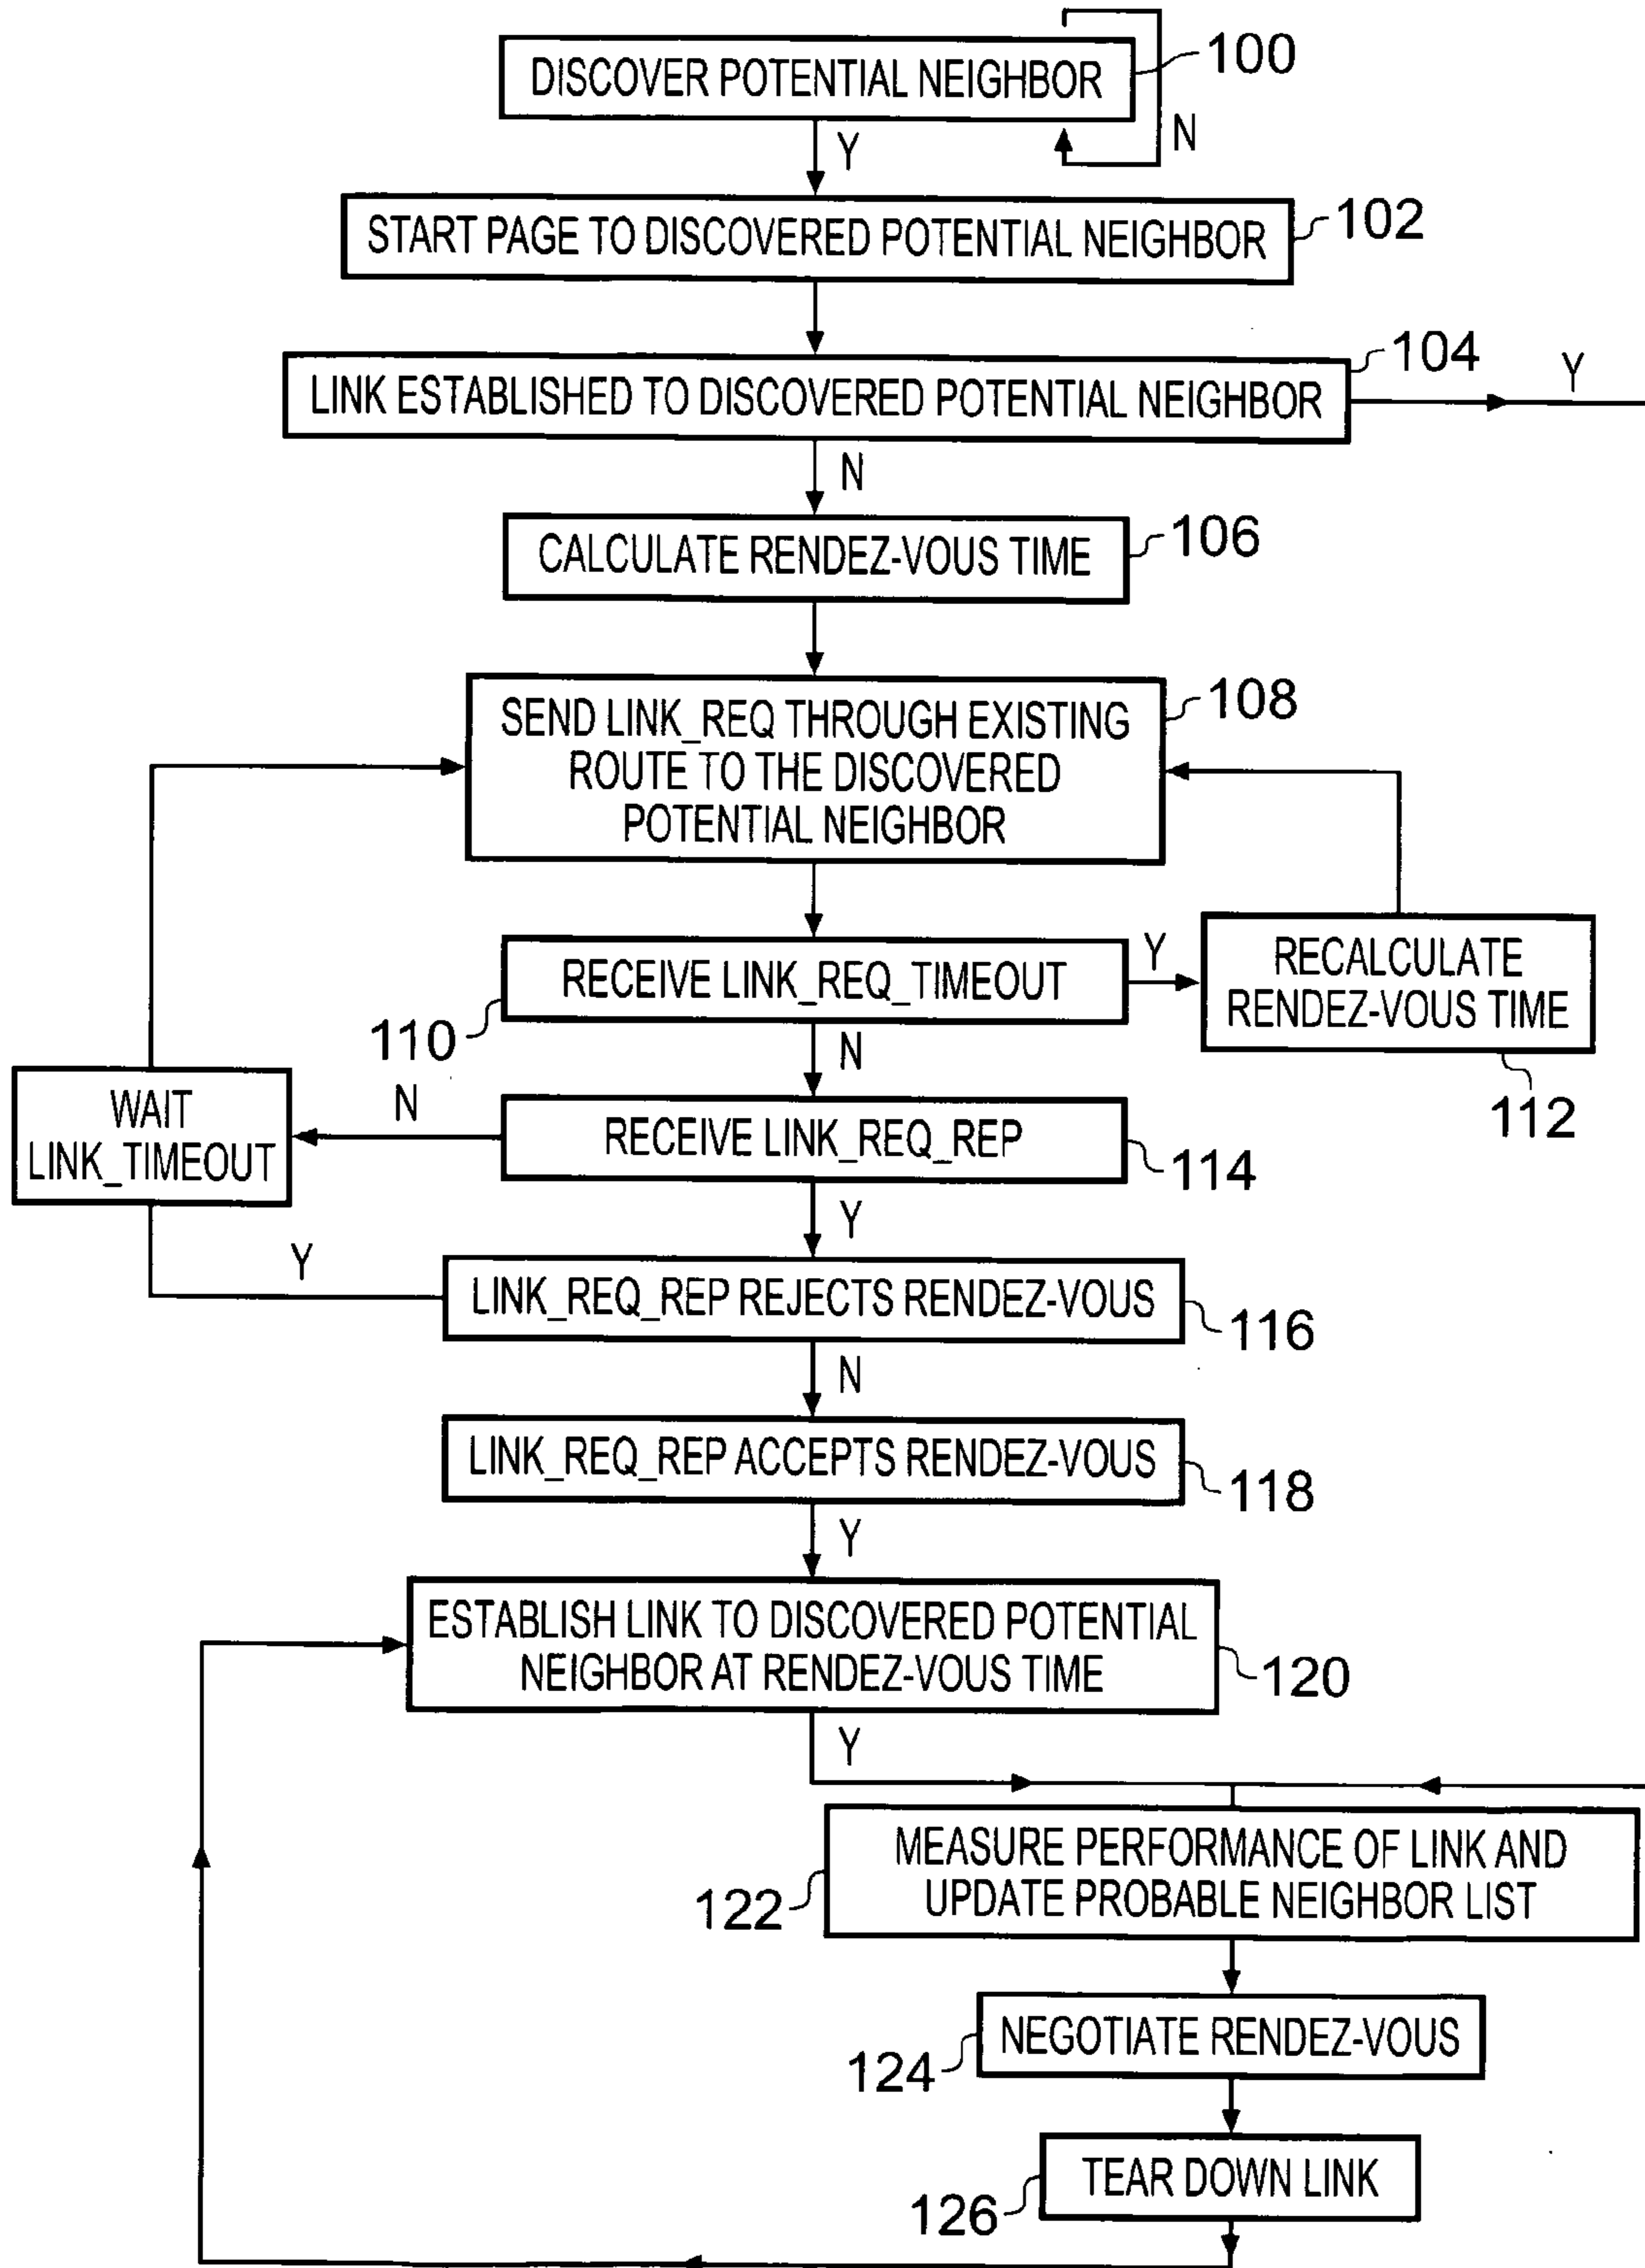 DISCOVER POTENTIAL NEIGHBOR
100
N
Y
START PAGE TO DISCOVERED POTENTIAL NEIGHBOR
102
LINK ESTABLISHED TO DISCOVERED POTENTIAL NEIGHBOR
104
Y
N
CALCULATE RENDEZ-VOUS TIME
106
SEND LINK_REQ THROUGH EXISTING
ROUTE TO THE DISCOVERED
POTENTIAL NEIGHBOR
108
RECEIVE LINK_REQ_TIMEOUT
110
Y
RECALCULATE
RENDEZ-VOUS TIME
112
N
WAIT
LINK_TIMEOUT
N
RECEIVE LINK_REQ_REP
114
Y
Y
LINK_REQ_REP REJECTS RENDEZ-VOUS
116
N
LINK_REQ_REP ACCEPTS RENDEZ-VOUS
118
Y
ESTABLISH LINK TO DISCOVERED POTENTIAL
NEIGHBOR AT RENDEZ-VOUS TIME
120
Y
MEASURE PERFORMANCE OF LINK AND
UPDATE PROBABLE NEIGHBOR LIST
122
NEGOTIATE RENDEZ-VOUS
124
TEAR DOWN LINK
126